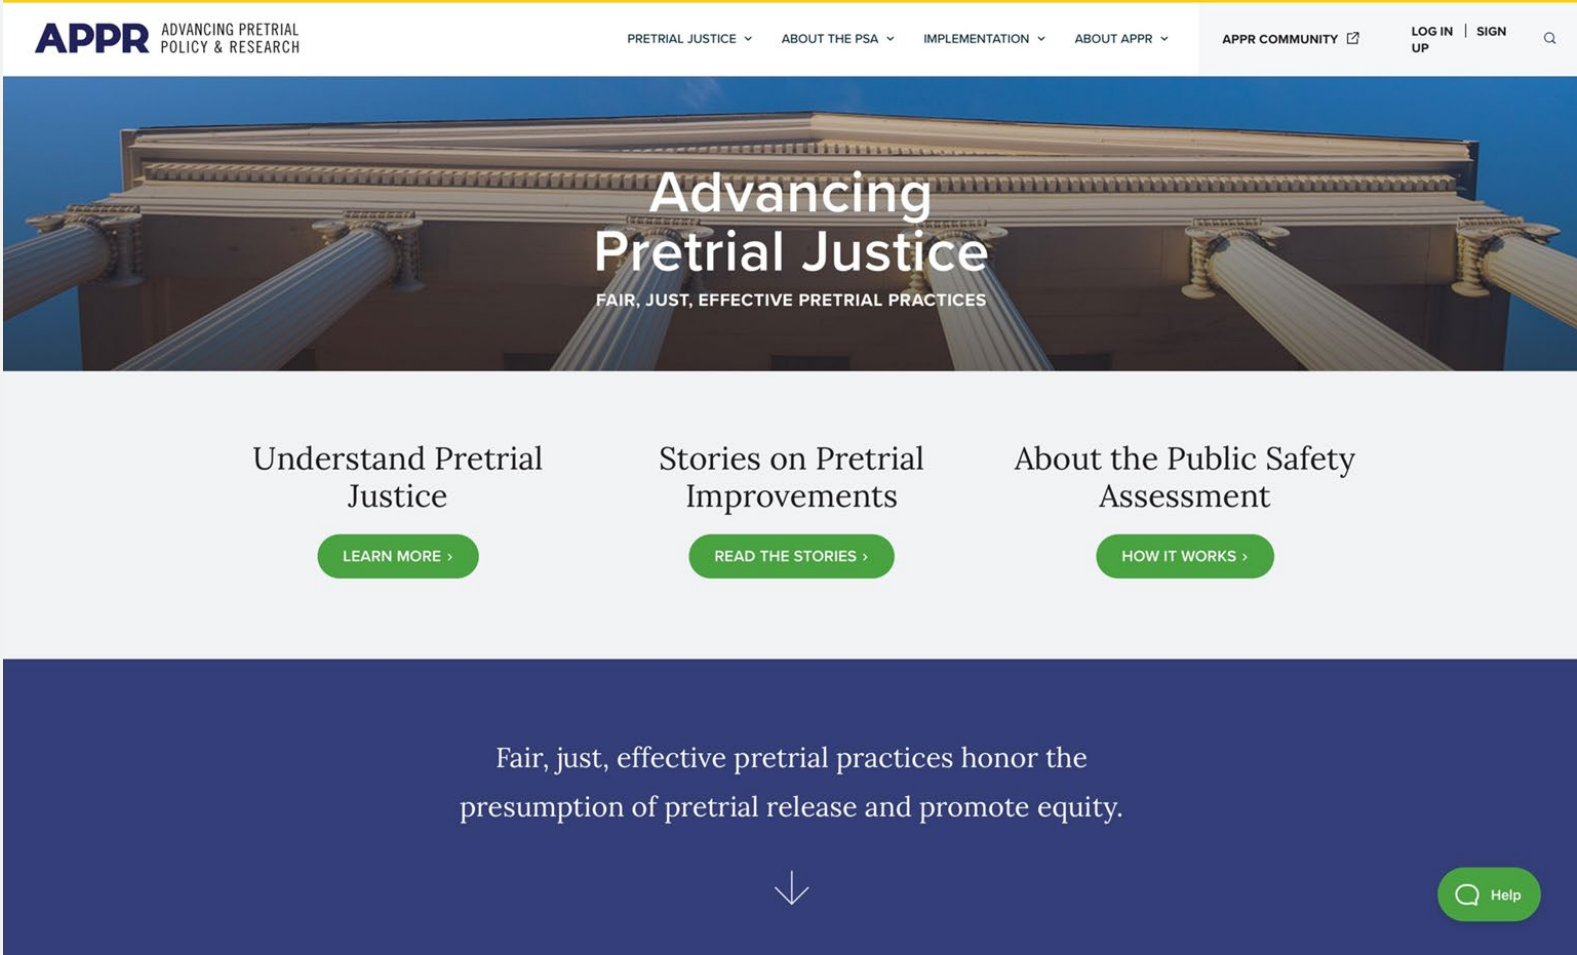 APPR ADVANCING PRETRIAL
POLICY & RESEARCH
PRETRIAL JUSTICE
ABOUT THE PSA
IMPLEMENTATION
ABOUT APPR
APPR COMMUNITY
LOG IN | SIGN
UP
Advancing
Pretrial Justice
FAIR, JUST, EFFECTIVE PRETRIAL PRACTICES
Understand Pretrial
Justice
LEARN MORE ›
Stories on Pretrial
Improvements
READ THE STORIES ›
About the Public Safety
Assessment
HOW IT WORKS ›
Fair, just, effective pretrial practices honor the
presumption of pretrial release and promote equity.
Help